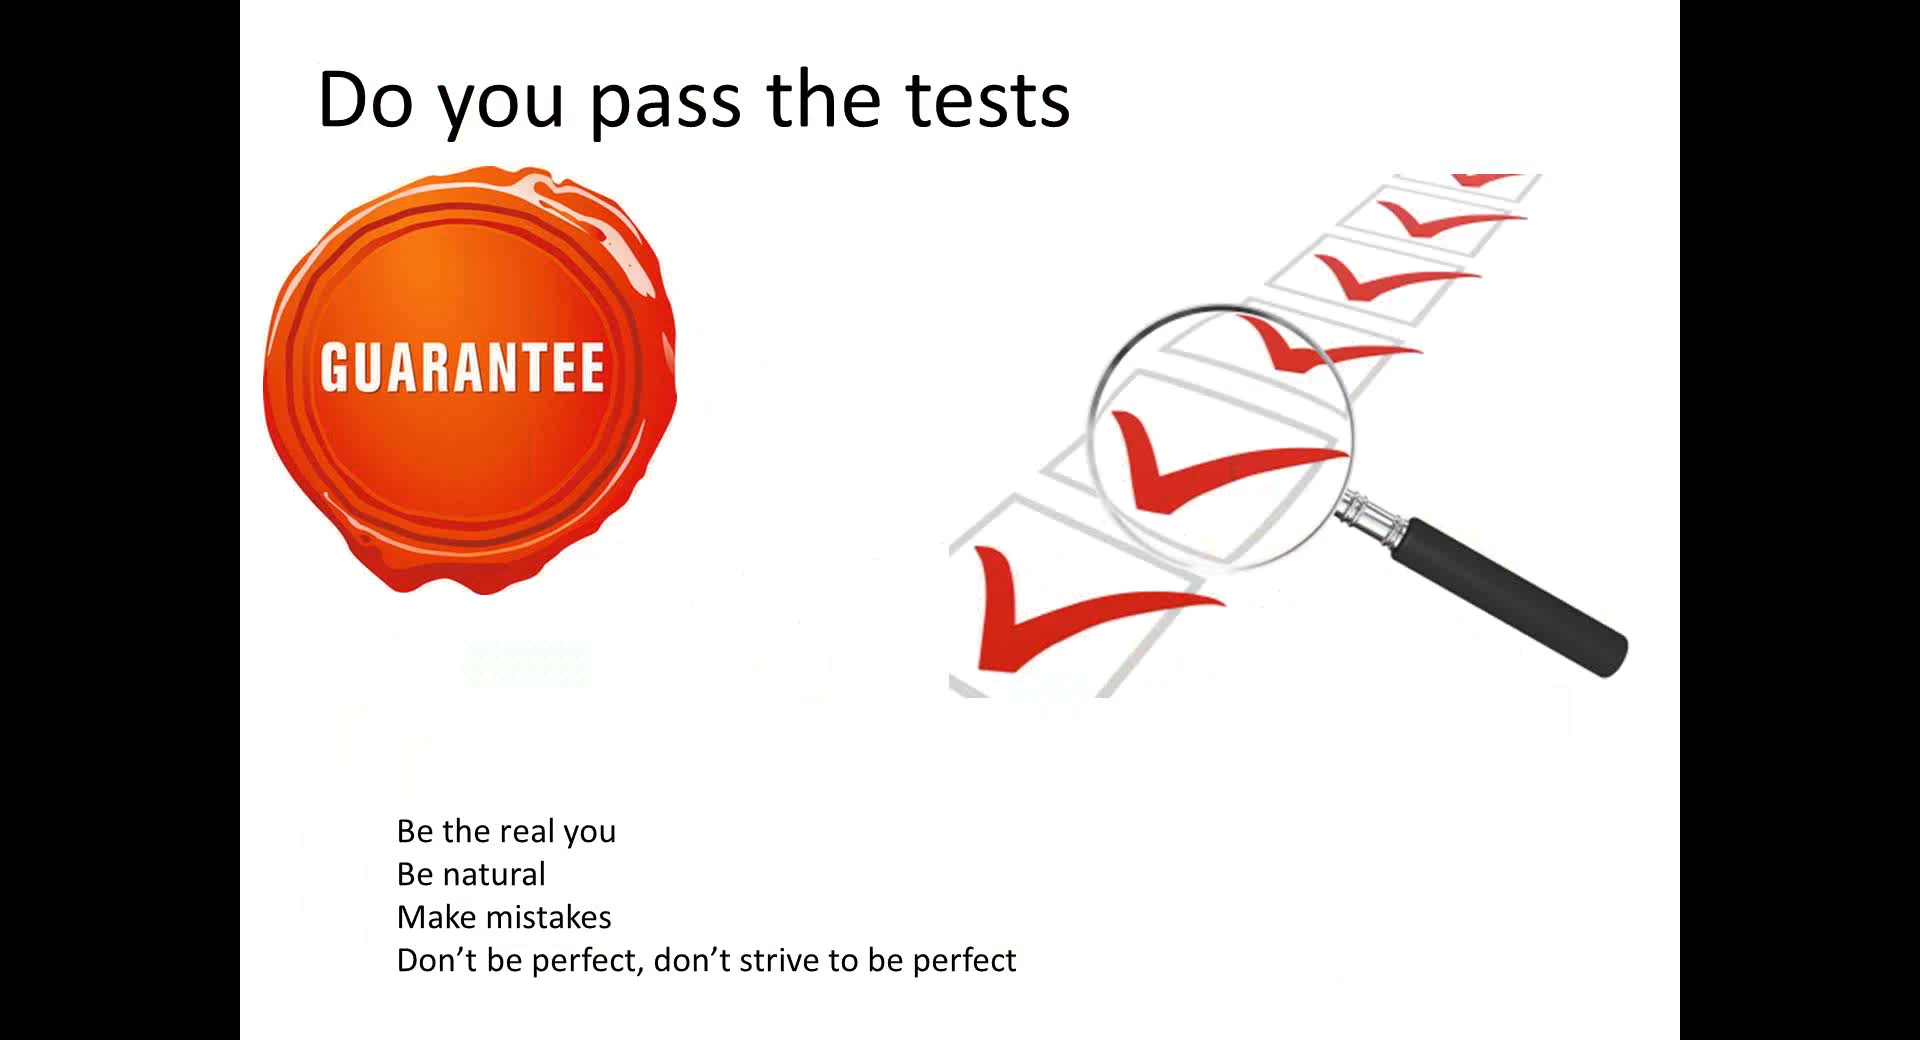 Do you pass the tests
GUARANTEE
Be the real you
Be natural
Make mistakes
Don’t be perfect, don’t strive to be perfect